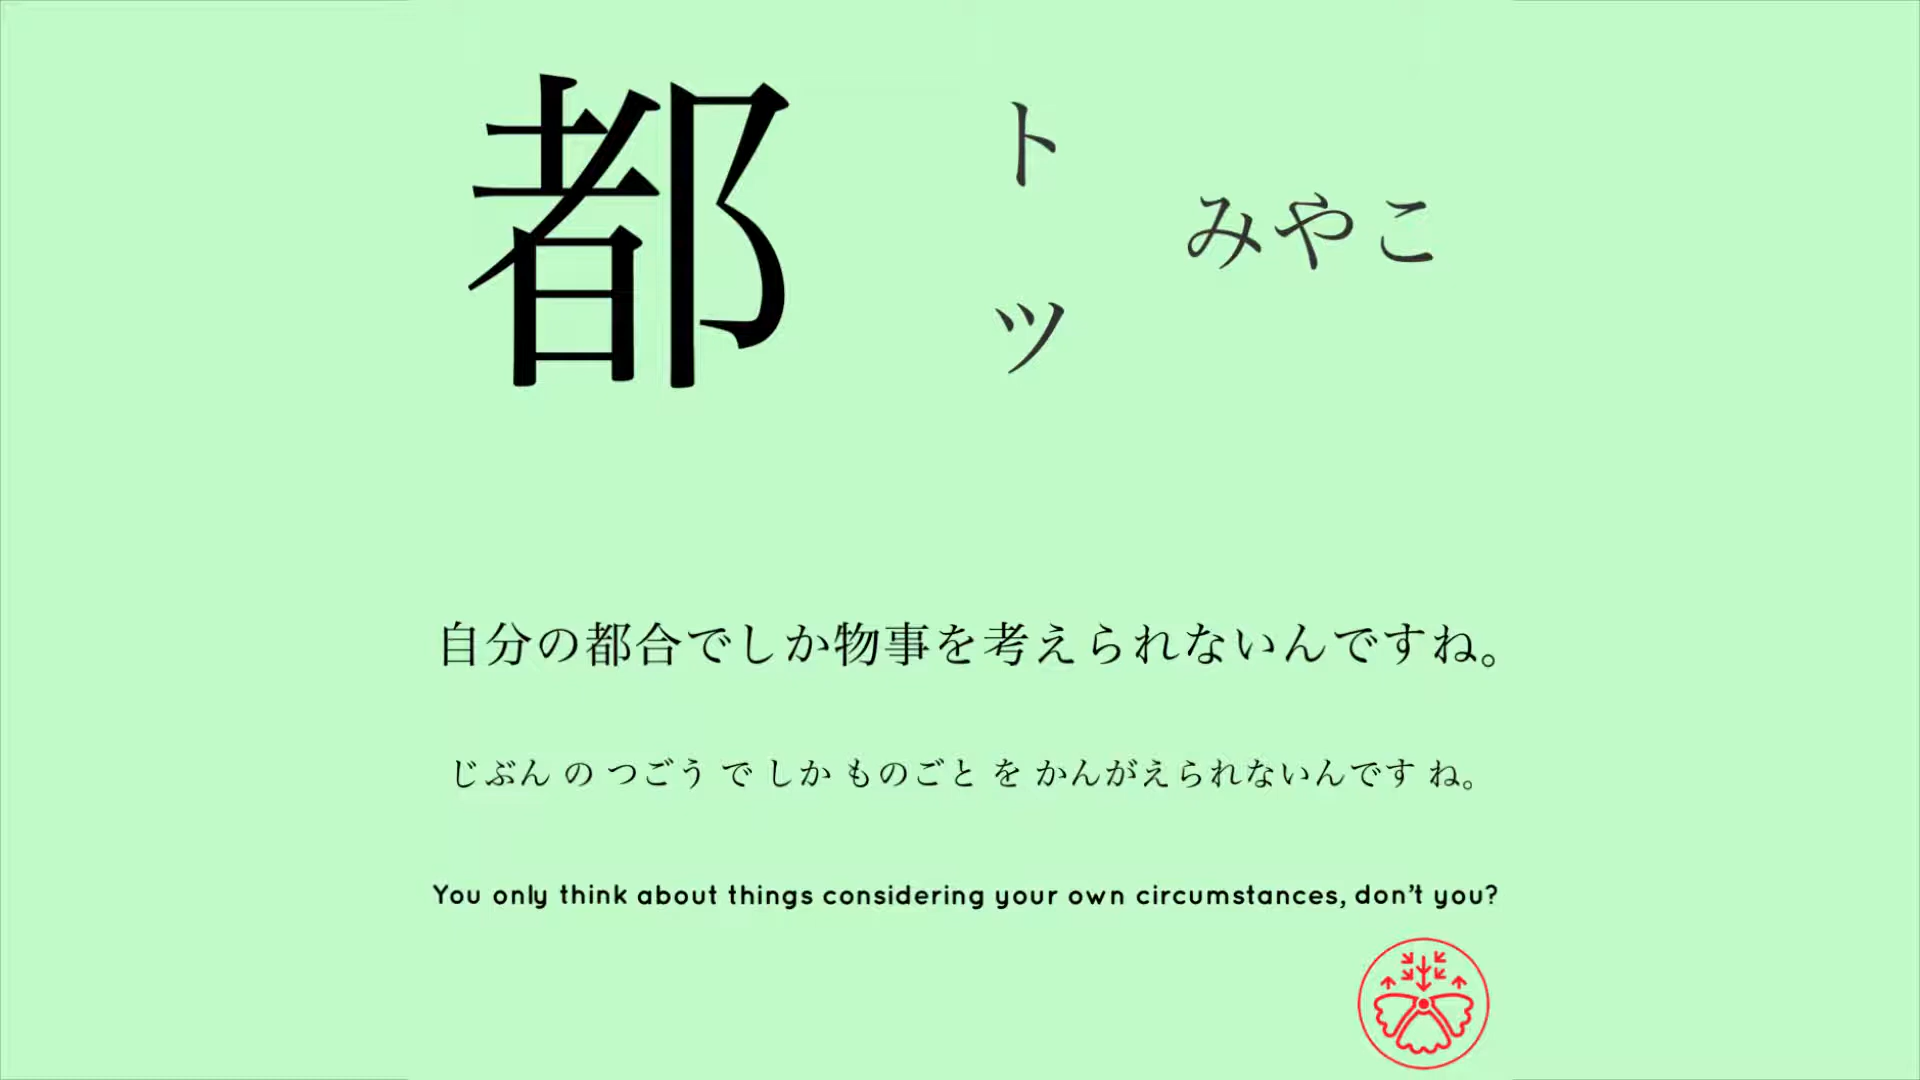 都
ト
ツ
みやこ
自分の都合でしか物事を考えられないんですね。
じぶん の つごう で しか ものごと を かんがえられないんです ね。
You only think about things considering your own circumstances, don't you?